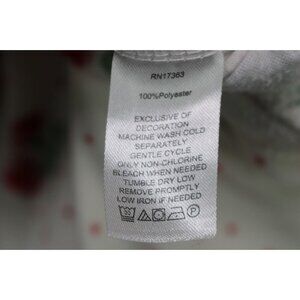 RN17363
100%Polyester
EXCLUSIVE OF
DECORATION
MACHINE WASH COLD
SEPARATELY
GENTLE CYCLE
ONLY NON-CHLORINE
BLEACH WHEN NEEDED
TUMBLE DRY LOW
REMOVE PROMPTLY
LOW IRON IF NEEDED